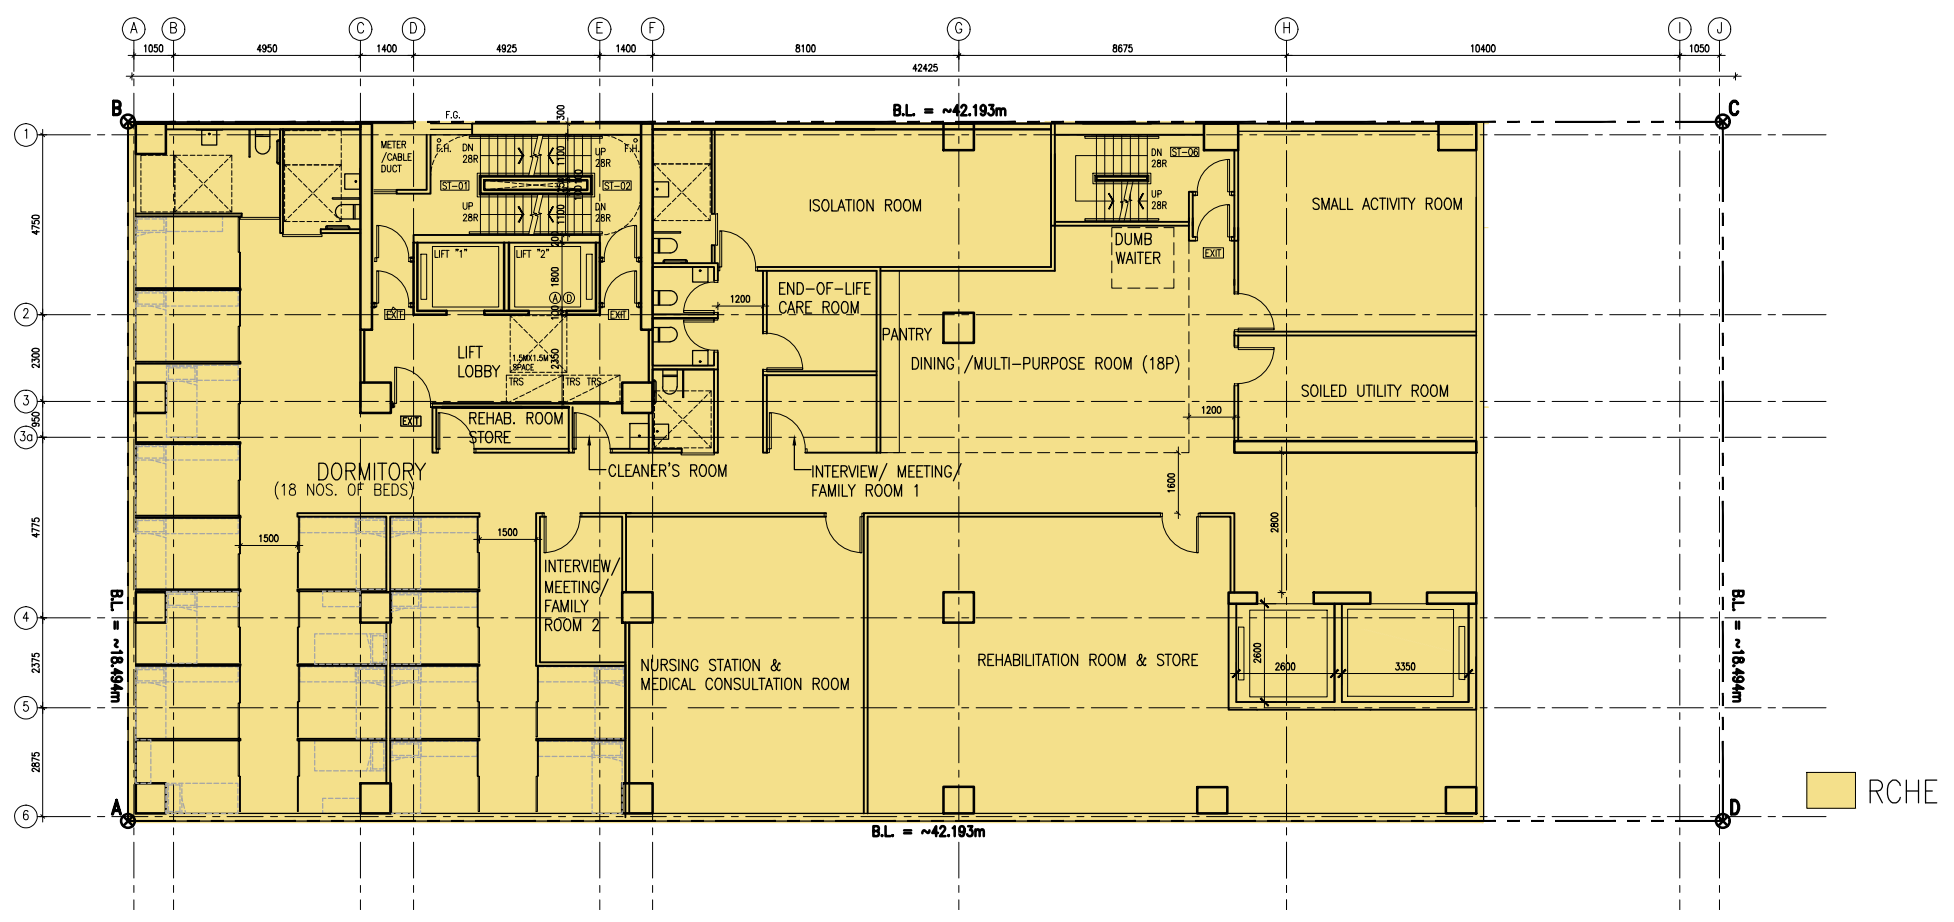 A B C D E F G H I J
1050 4950 1400 4925 1400 8100 8675 10400 1050
42425
B
B.L. = ~42.193m
C
F.G.
300
1
METER
/CABLE
DUCT
F.H.
DN
28R
UP
28R
F.H.
1100
ST-01
ST-02
UP
28R
DN
28R
1100
DN
28R
ST-06
UP
28R
ISOLATION ROOM
SMALL ACTIVITY ROOM
4750
200
LIFT "1"
LIFT "2"
1800
A D
DUMB
WAITER
EXIT
END-OF-LIFE
CARE ROOM
1200
2
EXIT
EXIT
100
PANTRY
LIFT
LOBBY
1.5MX1.5M
SPACE
2350
2300
DINING /MULTI-PURPOSE ROOM (18P)
TRS
TRS TRS
SOILED UTILITY ROOM
3
950
EXIT
REHAB. ROOM
STORE
1200
3a
DORMITORY
(18 NOS. OF BEDS)
CLEANER'S ROOM
INTERVIEW/ MEETING/
FAMILY ROOM 1
1600
2800
4775
1500
1500
INTERVIEW/
MEETING/
FAMILY
ROOM 2
B.L. = ~18.494m
B.L. = ~18.494m
4
2375
NURSING STATION &
MEDICAL CONSULTATION ROOM
REHABILITATION ROOM & STORE
2600
2600
3350
5
2875
RCHE
A
6
B.L. = ~42.193m
D